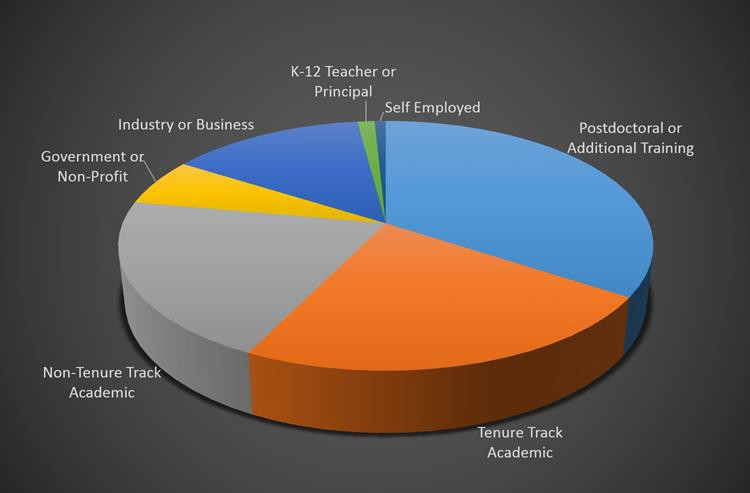 K-12 Teacher or
Principal
Self Employed
Industry or Business
Postdoctoral or
Additional Training
Government or
Non-Profit
Non-Tenure Track
Academic
Tenure Track
Academic